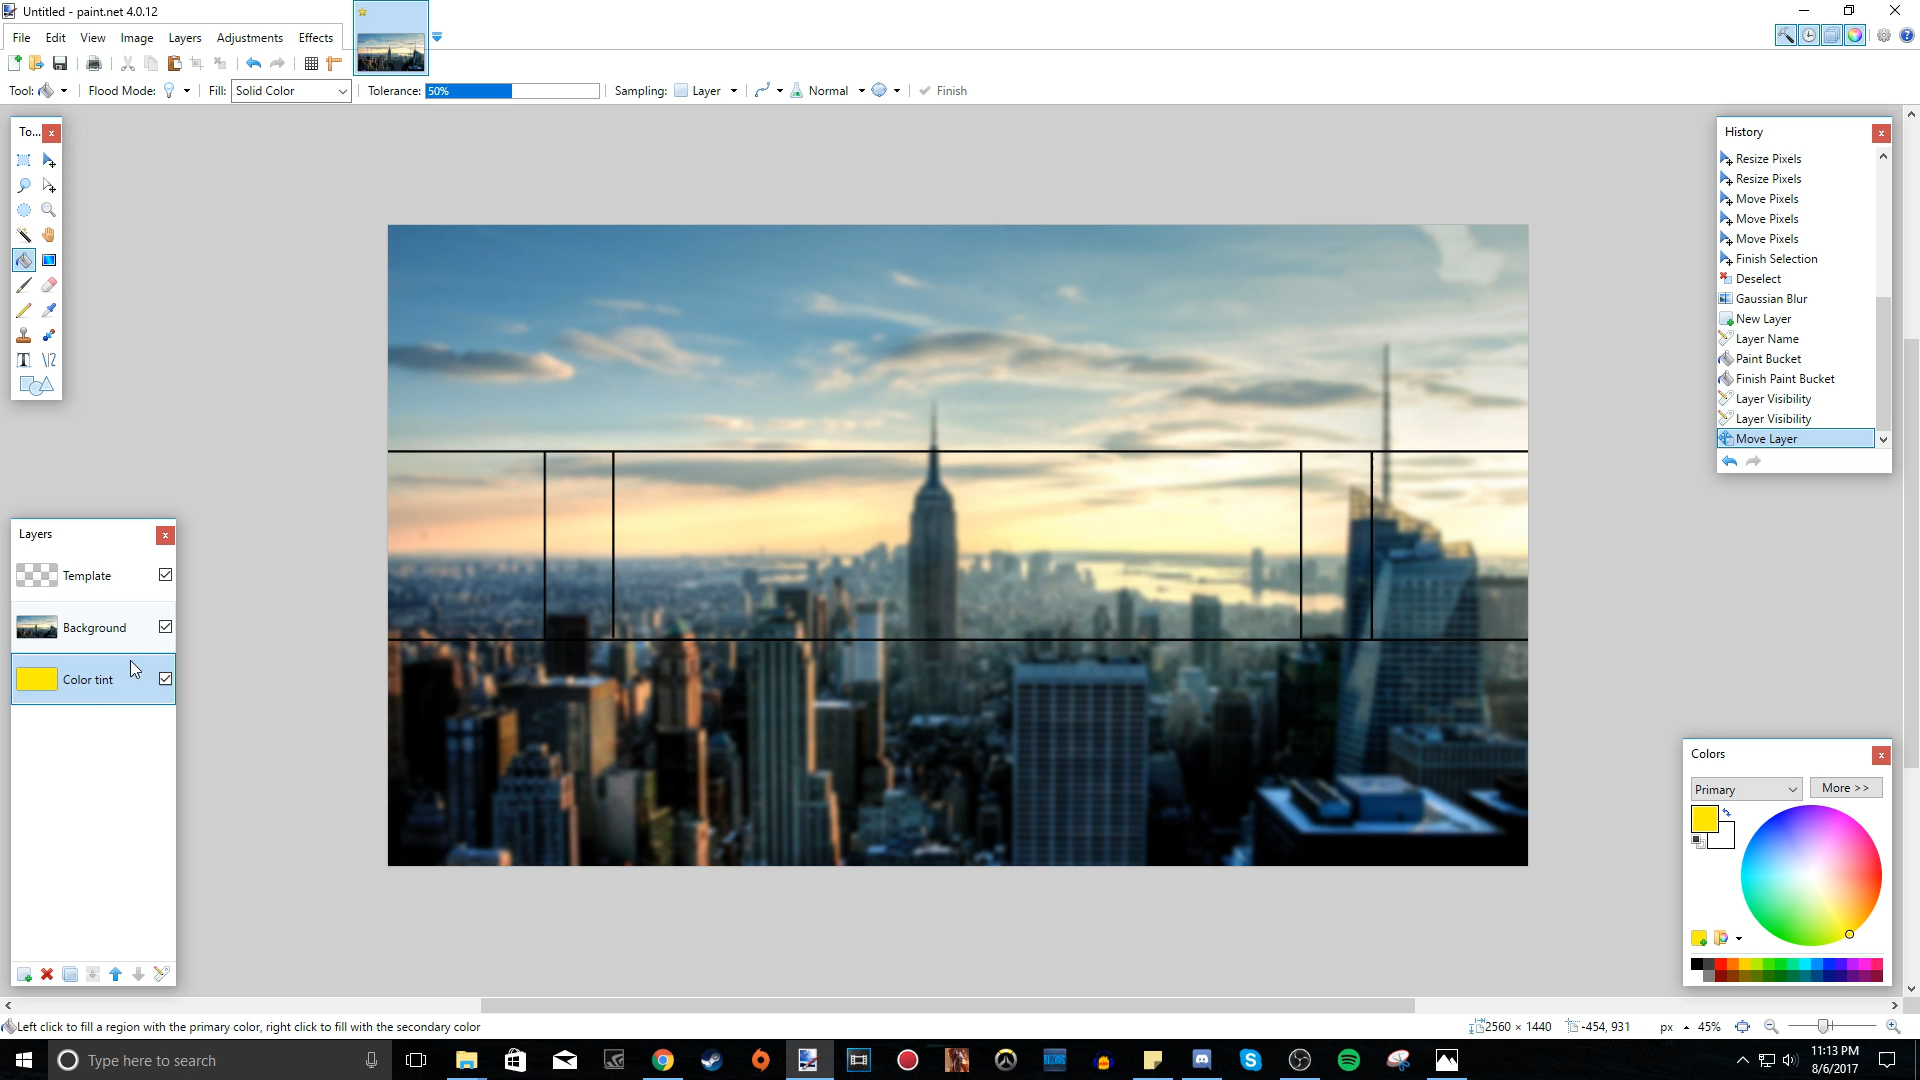 Untitled - paint.net 4.0.12
File Edit View Image Layers Adjustments Effects
Tool: Flood Mode: Fill: Solid Color Tolerance: 50% Sampling: Layer Normal Finish
To...
History
Resize Pixels
Resize Pixels
Move Pixels
Move Pixels
Move Pixels
Finish Selection
Deselect
Gaussian Blur
New Layer
Layer Name
Paint Bucket
Finish Paint Bucket
Layer Visibility
Layer Visibility
Move Layer
Layers
Template
Background
Color tint
Colors
Primary More >>
Left click to fill a region with the primary color, right click to fill with the secondary color
2560 × 1440 -454, 931 px 45%
Type here to search
11:13 PM
8/6/2017